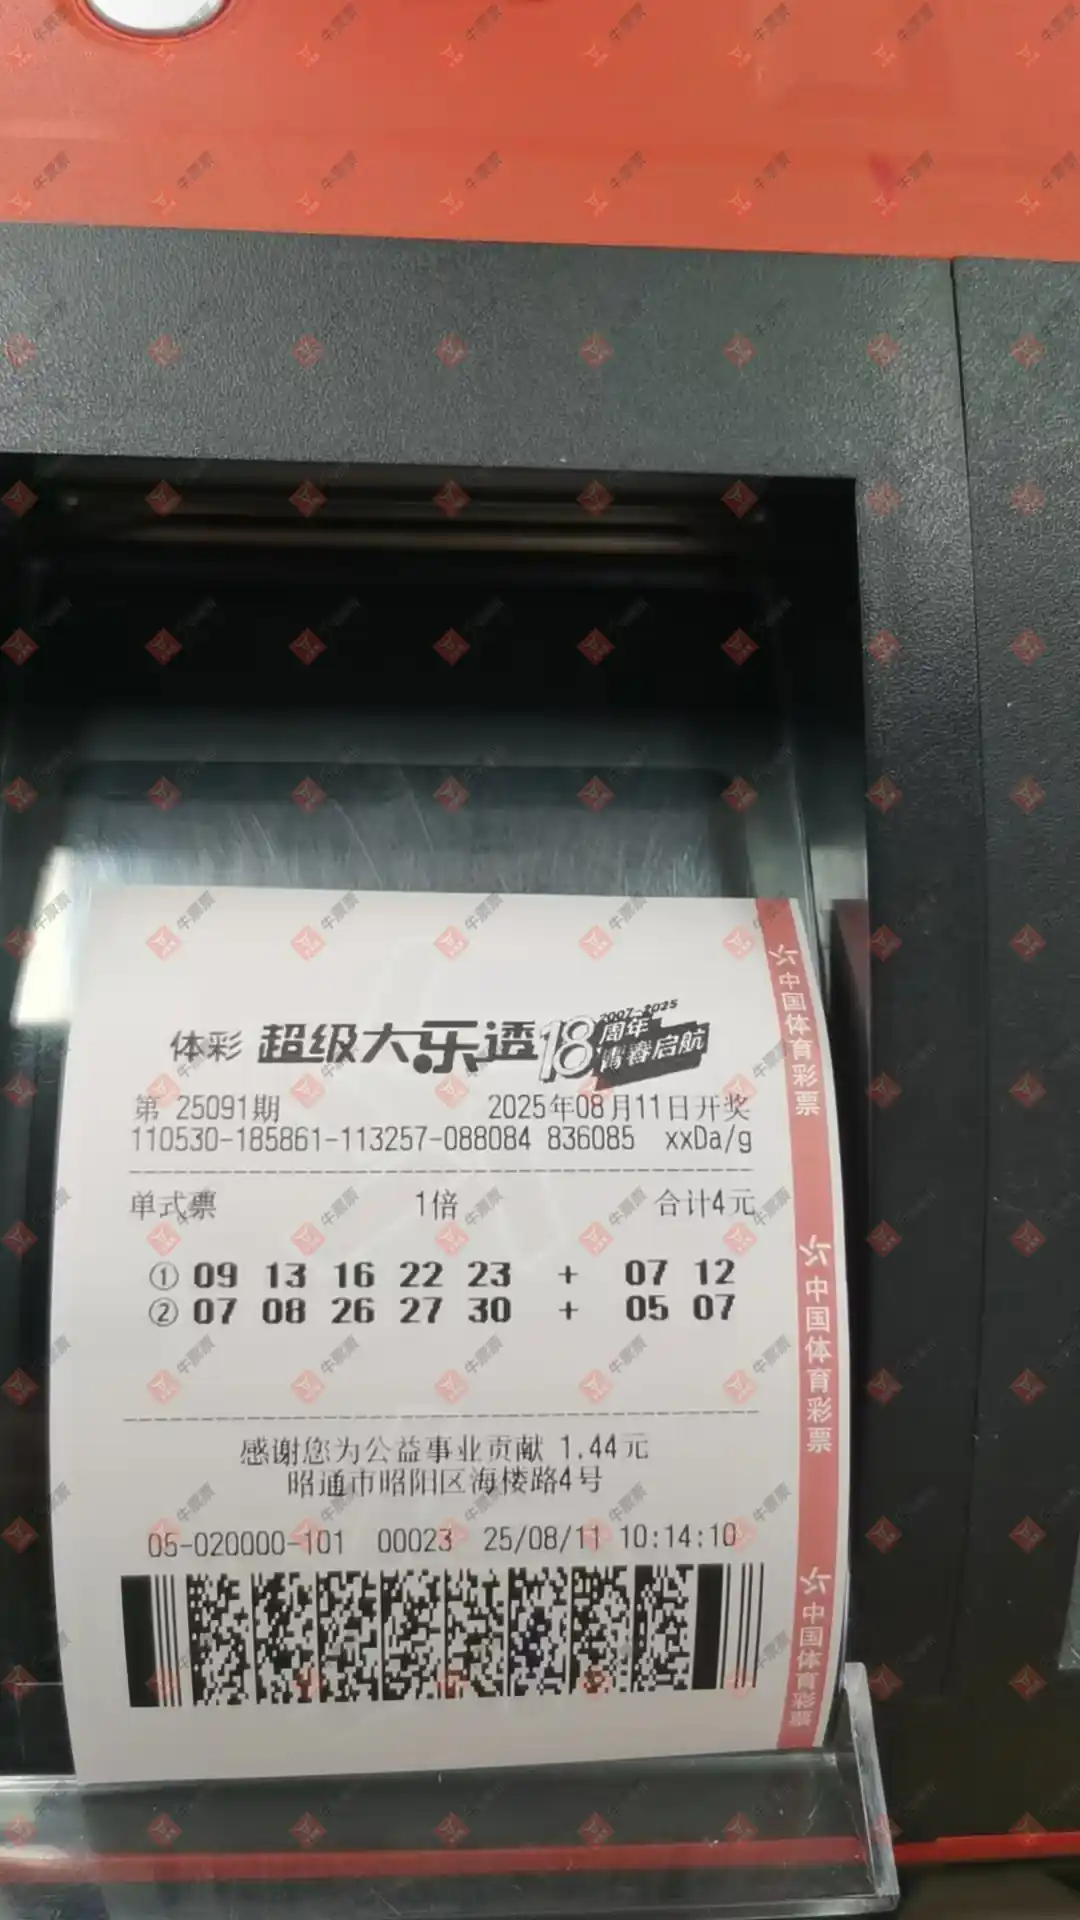 体彩 超级大乐透 18周年 2007-2025 青春启航
第 25091期 2025年08月11日开奖
110530-185861-113257-088084 836085 xxDa/g
单式票 1倍 合计4元
① 09 13 16 22 23 + 07 12
② 07 08 26 27 30 + 05 07
感谢您为公益事业贡献 1.44元
昭通市昭阳区海楼路4号
05-020000-101 00023 25/08/11 10:14:10
中国体育彩票
中国体育彩票
中国体育彩票
牛票票